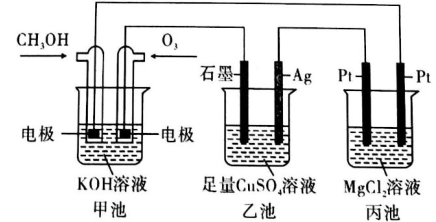 CH₃OH
O₃
石墨
Ag
Pt
Pt
电极
电极
KOH溶液
足量CuSO₄溶液
MgCl₂溶液
甲池
乙池
丙池